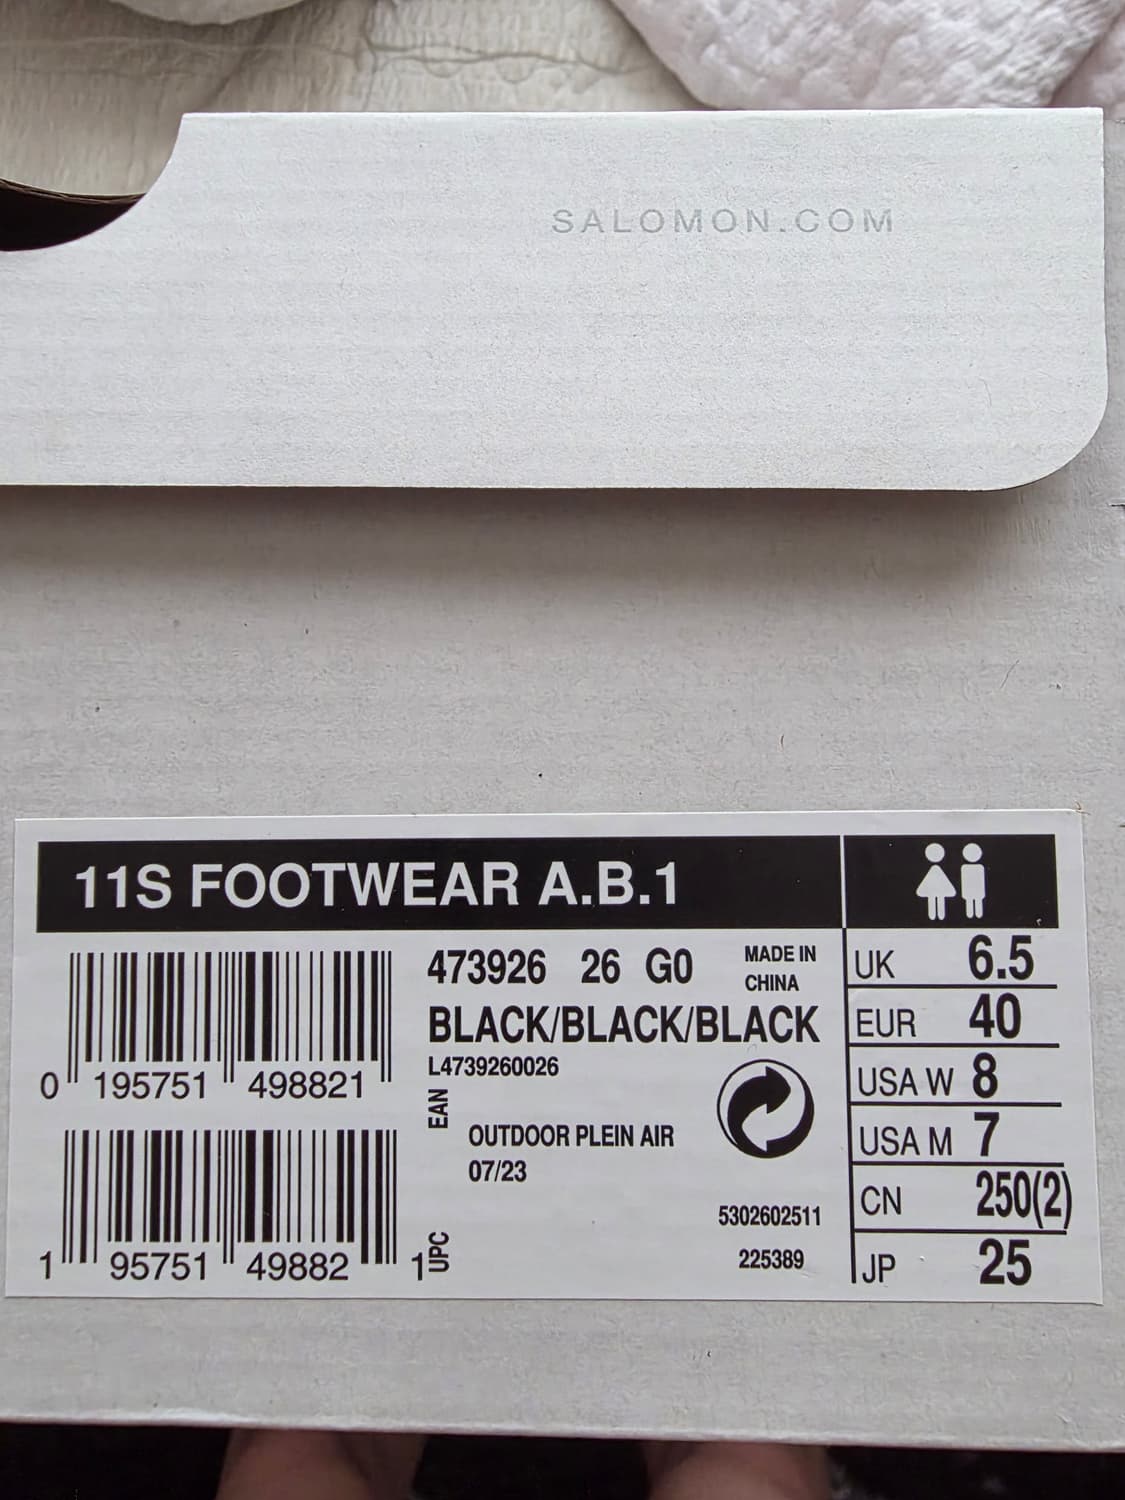 SALOMON.COM
11S FOOTWEAR A.B.1
0 195751 498821
EAN
1 95751 49882 1
UPC
473926 26 G0
MADE IN
CHINA
BLACK/BLACK/BLACK
L4739260026
OUTDOOR PLEIN AIR
07/23
5302602511
225389
UK 6.5
EUR 40
USA W 8
USA M 7
CN 250(2)
JP 25